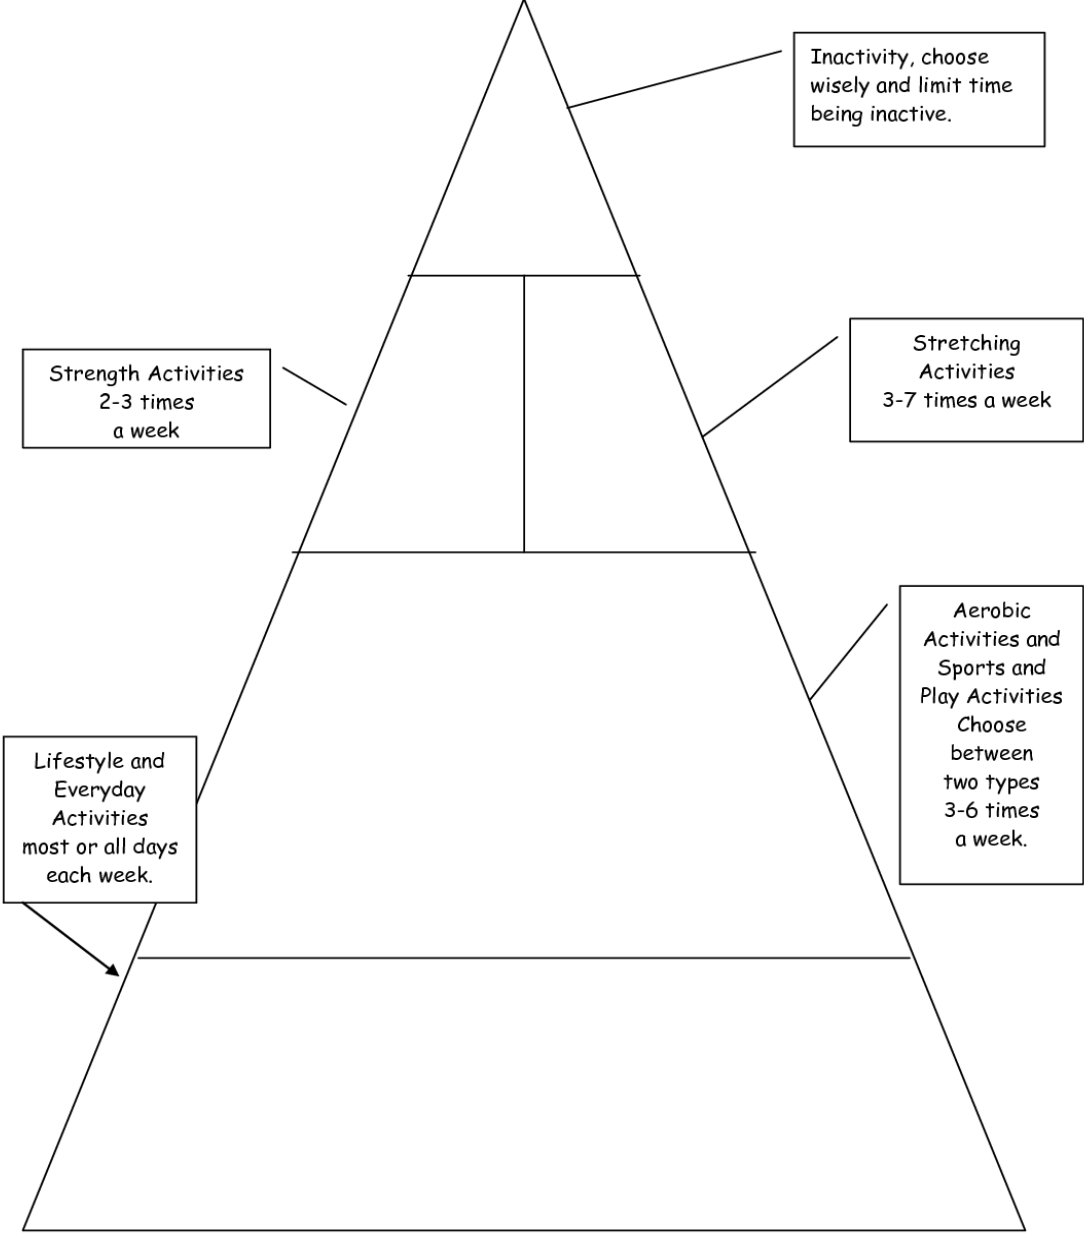 Inactivity, choose
wisely and limit time
being inactive.
Strength Activities
2-3 times
a week
Stretching
Activities
3-7 times a week
Aerobic
Activities and
Sports and
Play Activities
Choose
between
two types
3-6 times
a week.
Lifestyle and
Everyday
Activities
most or all days
each week.